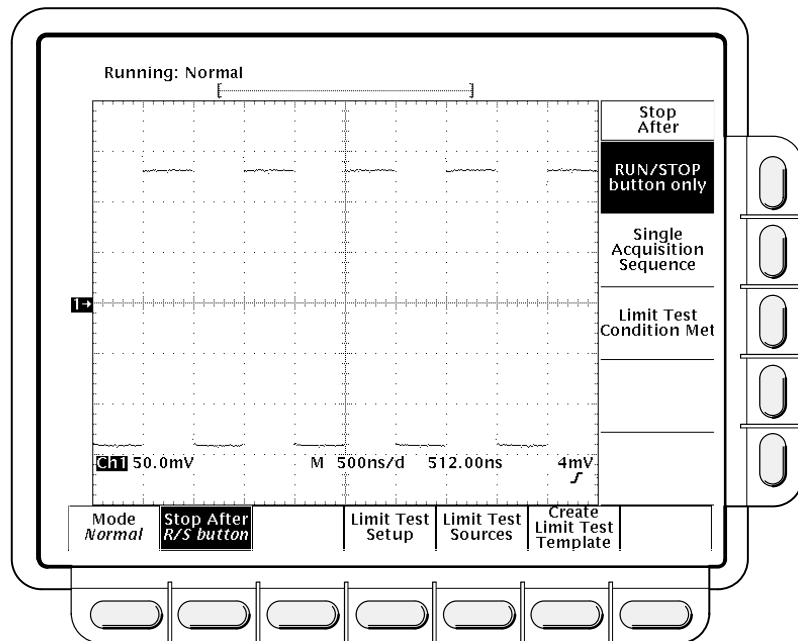 Running: Normal
Stop
After
RUN/STOP
button only
Single
Acquisition
Sequence
1→
Limit Test
Condition Met
Ch1 50.0mV M 500ns/d 512.00ns 4mV
Mode
Normal
Stop After
R/S button
Limit Test
Setup
Limit Test
Sources
Create
Limit Test
Template